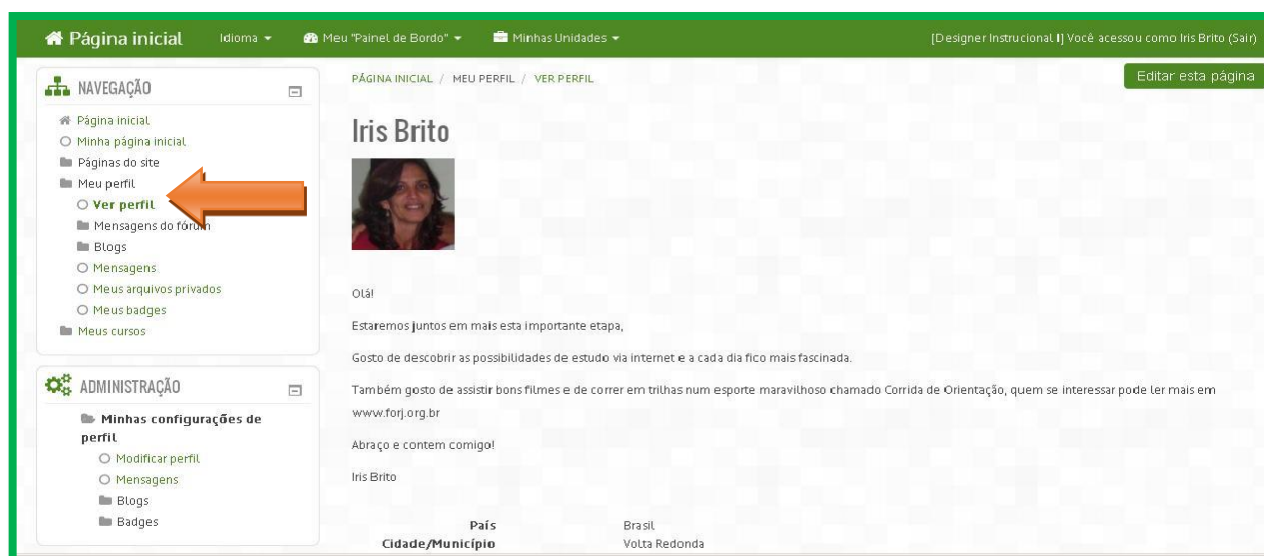 Página inicial Idioma Meu "Painel de Bordo" Minhas Unidades [Designer Instrucional I] Você acessou como Iris Brito (Sair)
NAVEGAÇÃO
Página inicial
Minha página inicial
Páginas do site
Meu perfil
Ver perfil
Mensagens do fórum
Blogs
Mensagens
Meus arquivos privados
Meus badges
Meus cursos
ADMINISTRAÇÃO
Minhas configurações de
perfil
Modificar perfil
Mensagens
Blogs
Badges
PÁGINA INICIAL / MEU PERFIL / VER PERFIL
Editar esta página
Iris Brito
Olá!
Estaremos juntos em mais esta importante etapa,
Gosto de descobrir as possibilidades de estudo via internet e a cada dia fico mais fascinada.
Também gosto de assistir bons filmes e de correr em trilhas num esporte maravilhoso chamado Corrida de Orientação, quem se interessar pode ler mais em
www.forj.org.br
Abraço e contem comigo!
Iris Brito
País Brasil
Cidade/Município Volta Redonda